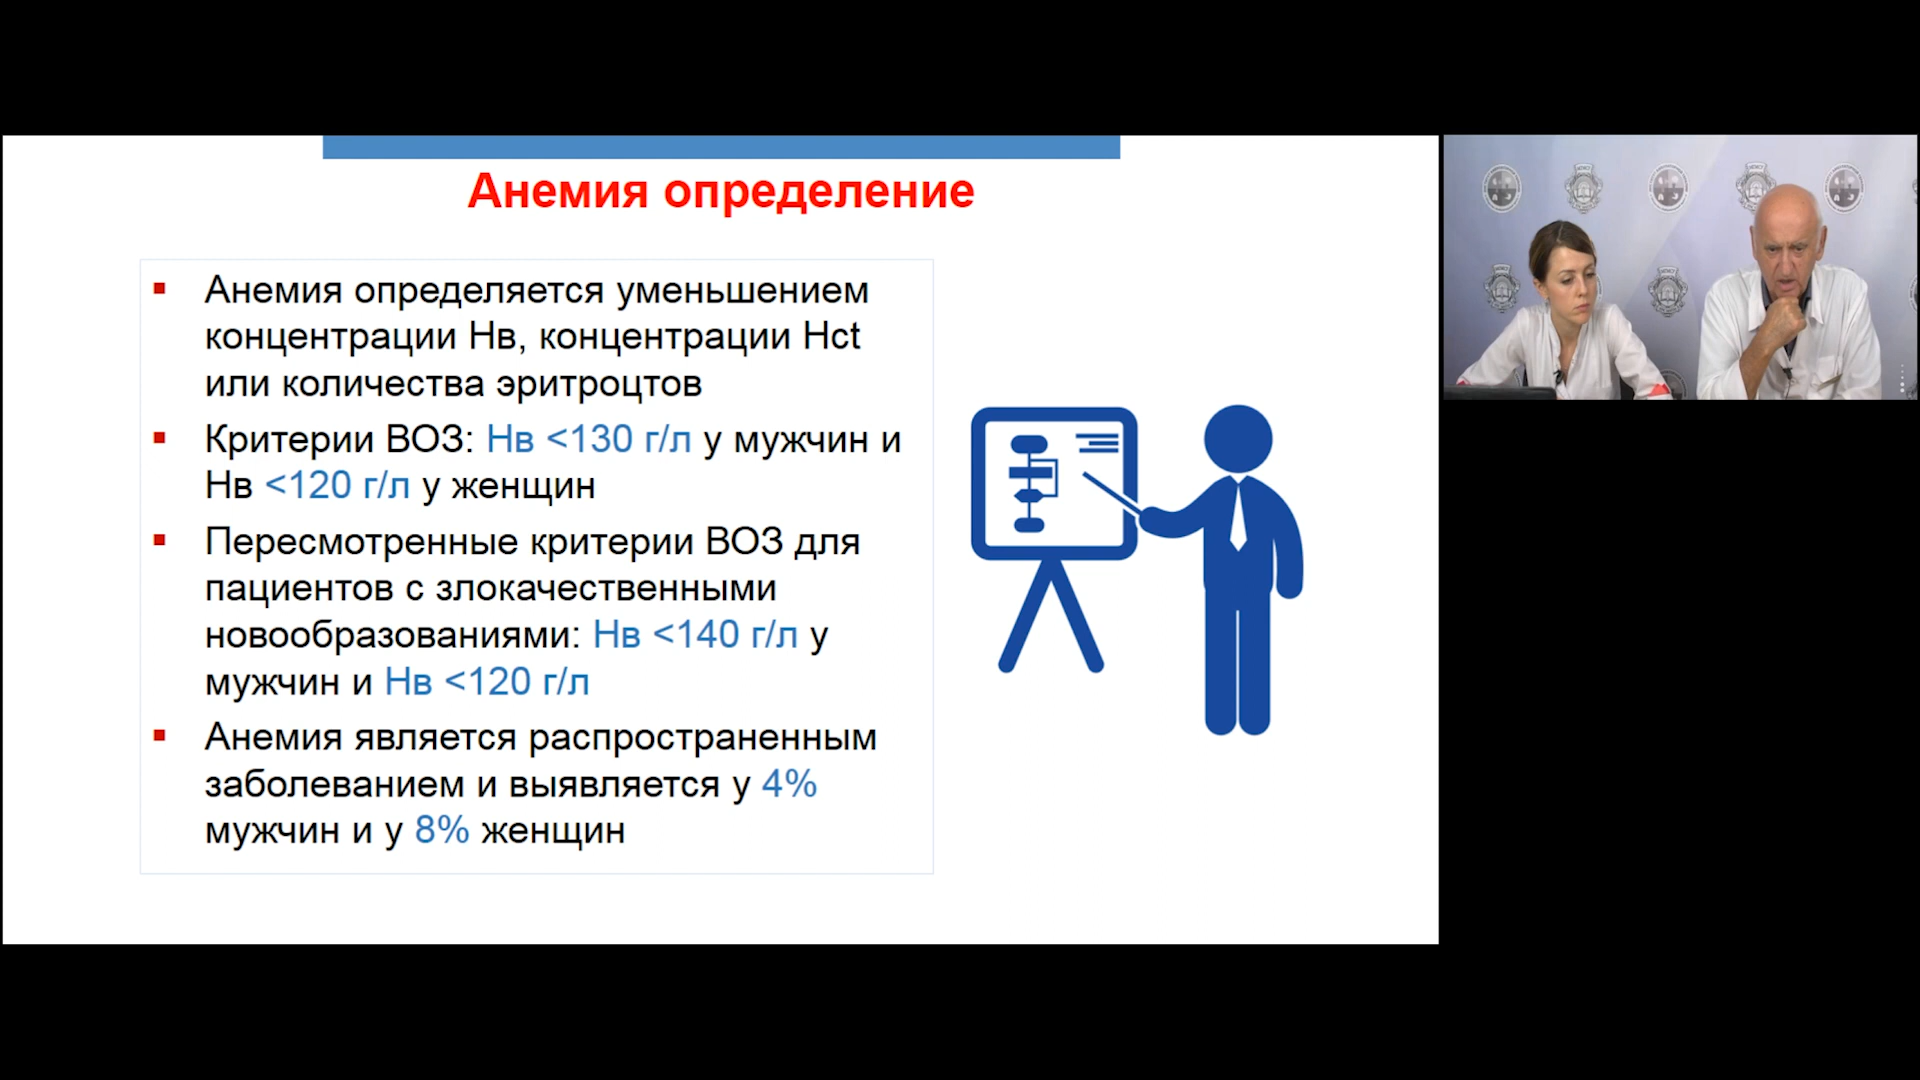 Анемия определение
▪ Анемия определяется уменьшением
концентрации Нв, концентрации Hct
или количества эритроцтов
▪ Критерии ВОЗ: Нв <130 г/л у мужчин и
Нв <120 г/л у женщин
▪ Пересмотренные критерии ВОЗ для
пациентов с злокачественными
новообразованиями: Нв <140 г/л у
мужчин и Нв <120 г/л
▪ Анемия является распространенным
заболеванием и выявляется у 4%
мужчин и у 8% женщин